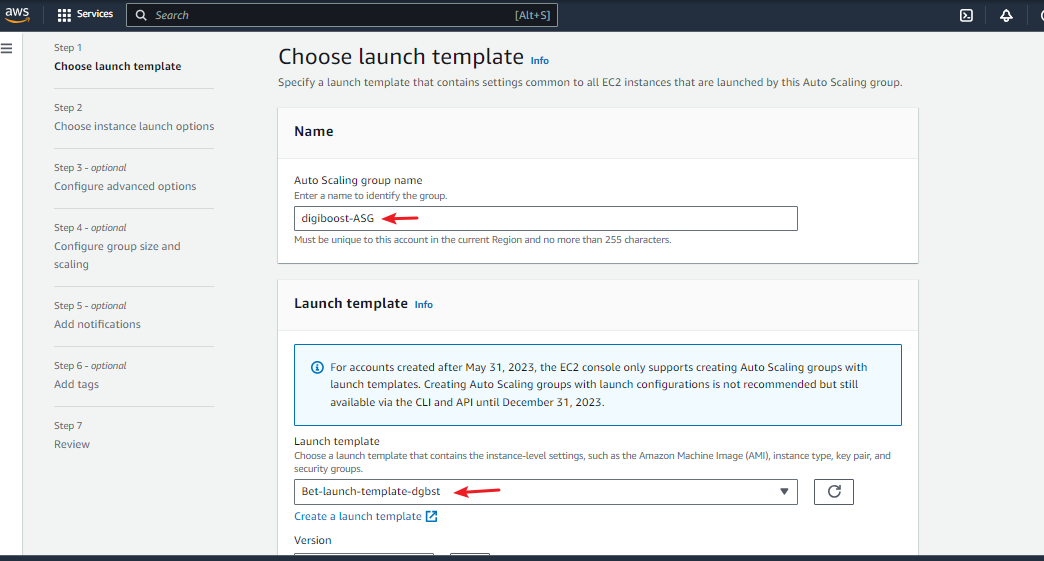 aws
Services
Search
[Alt+S]
Step 1
Choose launch template
Step 2
Choose instance launch options
Step 3 - optional
Configure advanced options
Step 4 - optional
Configure group size and
scaling
Step 5 - optional
Add notifications
Step 6 - optional
Add tags
Step 7
Review
Choose launch template Info
Specify a launch template that contains settings common to all EC2 instances that are launched by this Auto Scaling group.
Name
Auto Scaling group name
Enter a name to identify the group.
digiboost-ASG
Must be unique to this account in the current Region and no more than 255 characters.
Launch template Info
For accounts created after May 31, 2023, the EC2 console only supports creating Auto Scaling groups with
launch templates. Creating Auto Scaling groups with launch configurations is not recommended but still
available via the CLI and API until December 31, 2023.
Launch template
Choose a launch template that contains the instance-level settings, such as the Amazon Machine Image (AMI), instance type, key pair, and
security groups.
Bet-launch-template-dgbst
Create a launch template
Version